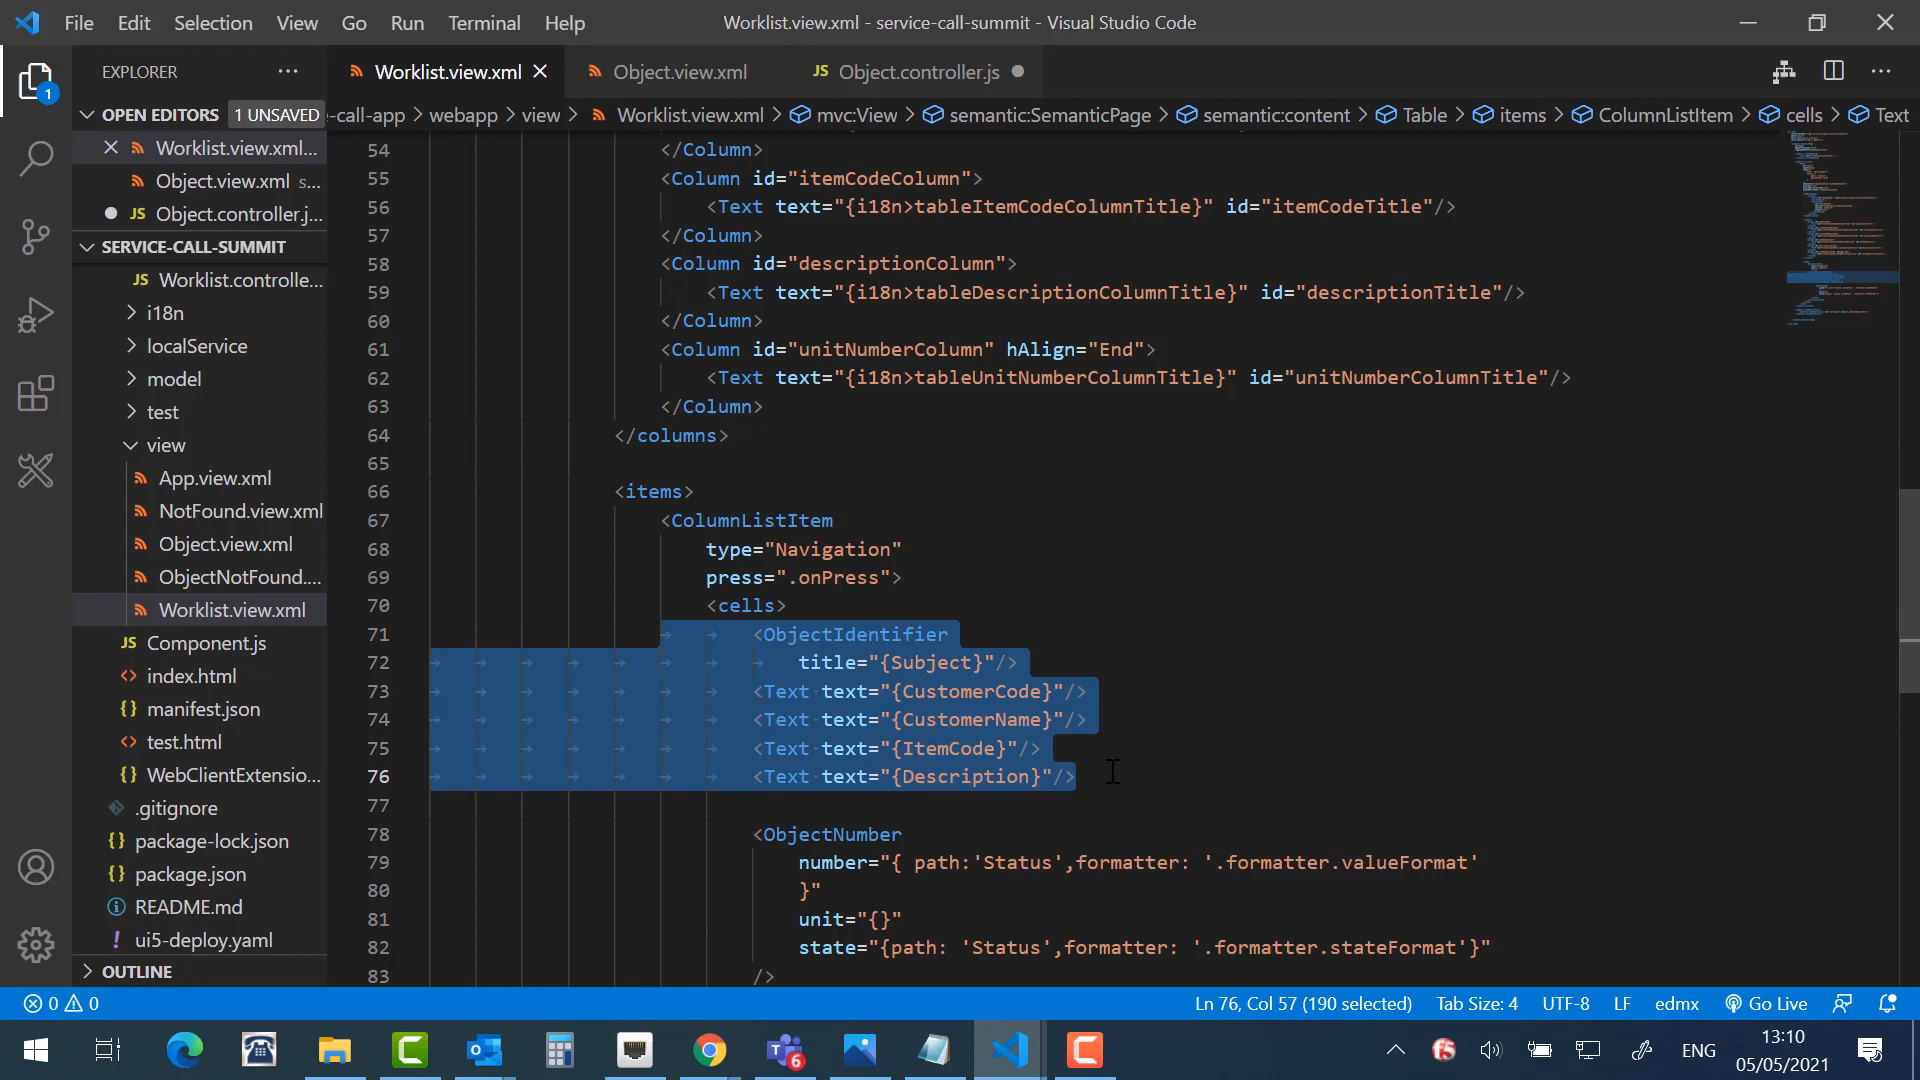 File Edit Selection View Go Run Terminal Help
Worklist.view.xml - service-call-summit - Visual Studio Code
EXPLORER ···
Worklist.view.xml
Object.view.xml
JS Object.controller.js
OPEN EDITORS 1 UNSAVED
e-call-app > webapp > view > Worklist.view.xml > mvc:View > semantic:SemanticPage > semantic:content > Table > items > ColumnListItem > cells > Text
1
Worklist.view.xml...
Object.view.xml s...
JS Object.controller.j...
SERVICE-CALL-SUMMIT
JS Worklist.controlle...
i18n
localService
model
test
view
App.view.xml
NotFound.view.xml
Object.view.xml
ObjectNotFound....
Worklist.view.xml
JS Component.js
<> index.html
{} manifest.json
<> test.html
{} WebClientExtensio...
.gitignore
{} package-lock.json
{} package.json
README.md
! ui5-deploy.yaml
OUTLINE
54 </Column>
55 <Column id="itemCodeColumn">
56 <Text text="{i18n>tableItemCodeColumnTitle}" id="itemCodeTitle"/>
57 </Column>
58 <Column id="descriptionColumn">
59 <Text text="{i18n>tableDescriptionColumnTitle}" id="descriptionTitle"/>
60 </Column>
61 <Column id="unitNumberColumn" hAlign="End">
62 <Text text="{i18n>tableUnitNumberColumnTitle}" id="unitNumberColumnTitle"/>
63 </Column>
64 </columns>
65
66 <items>
67 <ColumnListItem
68 type="Navigation"
69 press=".onPress">
70 <cells>
71 <ObjectIdentifier
72 title="{Subject}"/>
73 <Text text="{CustomerCode}"/>
74 <Text text="{CustomerName}"/>
75 <Text text="{ItemCode}"/>
76 <Text text="{Description}"/>
77
78 <ObjectNumber
79 number="{ path:'Status',formatter: '.formatter.valueFormat'
80 }"
81 unit="{}"
82 state="{path: 'Status',formatter: '.formatter.stateFormat'}"
83 />
0 0
Ln 76, Col 57 (190 selected) Tab Size: 4 UTF-8 LF edmx Go Live
6
ENG
13:10
05/05/2021